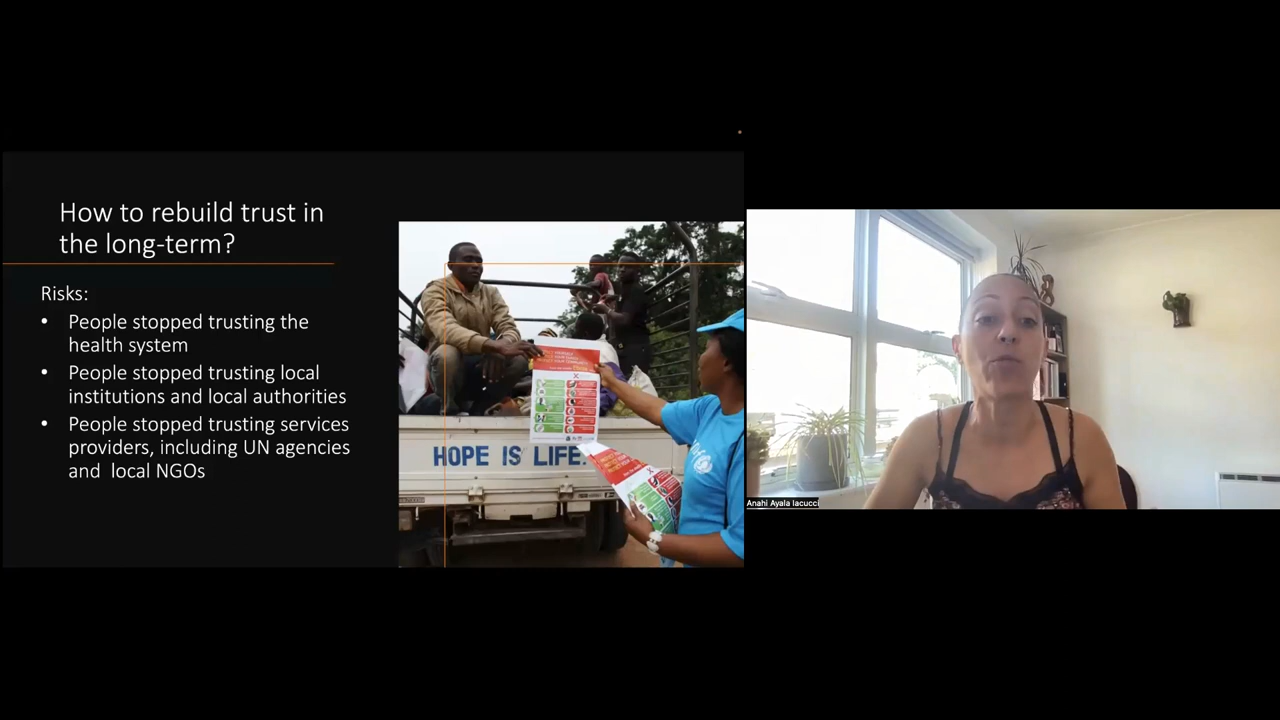 How to rebuild trust in
the long-term?
Risks:
• People stopped trusting the
health system
• People stopped trusting local
institutions and local authorities
• People stopped trusting services
providers, including UN agencies
and local NGOs
HOPE IS LIFE.
Anahi Ayala Iacucci